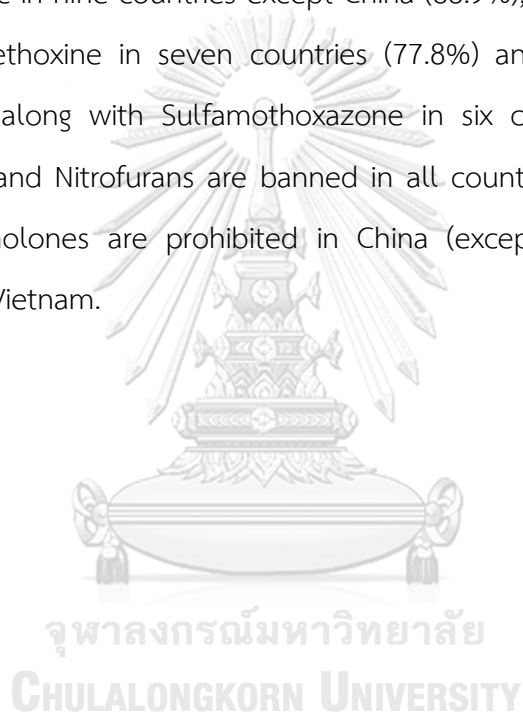 e in nine countries except China (88.9%),
ethoxine in seven countries (77.8%) an
along with Sulfamothoxazone in six c
and Nitrofurans are banned in all count
nolones are prohibited in China (excep
Vietnam.
จุฬาลงกรณ์มหาวิทยาลัย
CHULALONGKORN UNIVERSITY